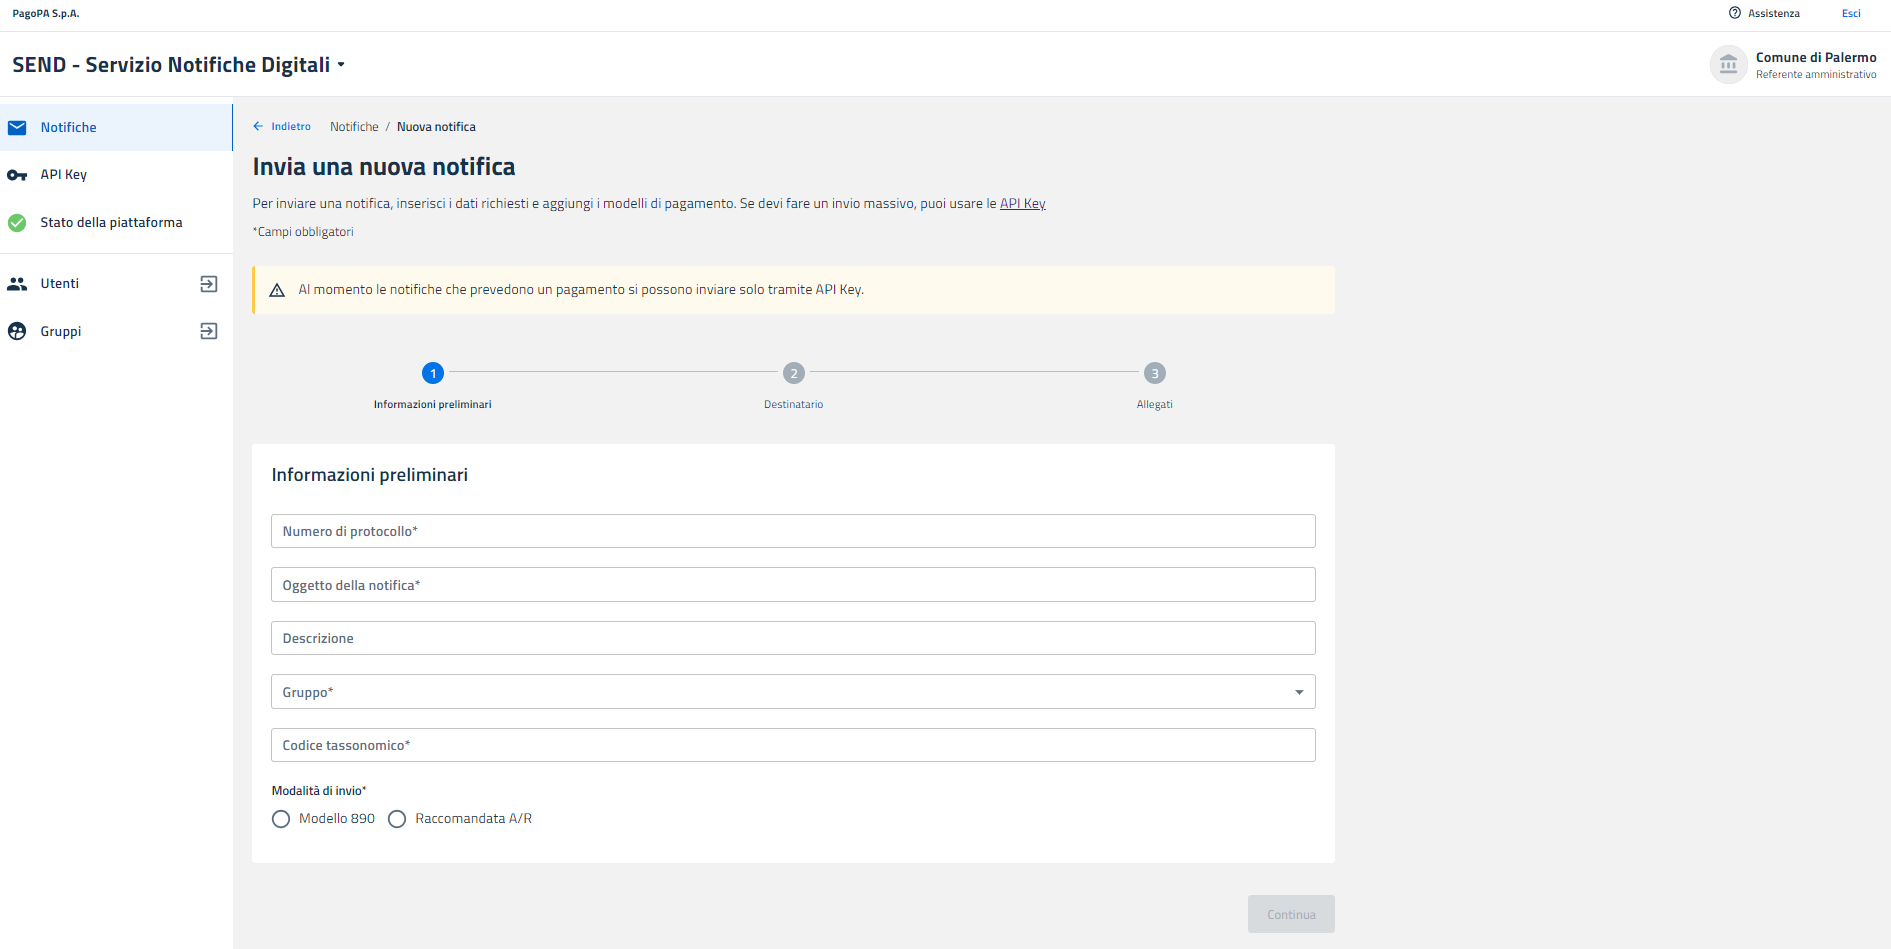 PagoPA S.p.A.
Assistenza
Esci
SEND - Servizio Notifiche Digitali
Comune di Palermo
Referente amministrativo
Notifiche
API Key
Stato della piattaforma
Utenti
Gruppi
Indietro
Notifiche / Nuova notifica
Invia una nuova notifica
Per inviare una notifica, inserisci i dati richiesti e aggiungi i modelli di pagamento. Se devi fare un invio massivo, puoi usare le API Key
*Campi obbligatori
Al momento le notifiche che prevedono un pagamento si possono inviare solo tramite API Key.
1
2
3
Informazioni preliminari
Destinatario
Allegati
Informazioni preliminari
Numero di protocollo*
Oggetto della notifica*
Descrizione
Gruppo*
Codice tassonomico*
Modalità di invio*
Modello 890
Raccomandata A/R
Continua